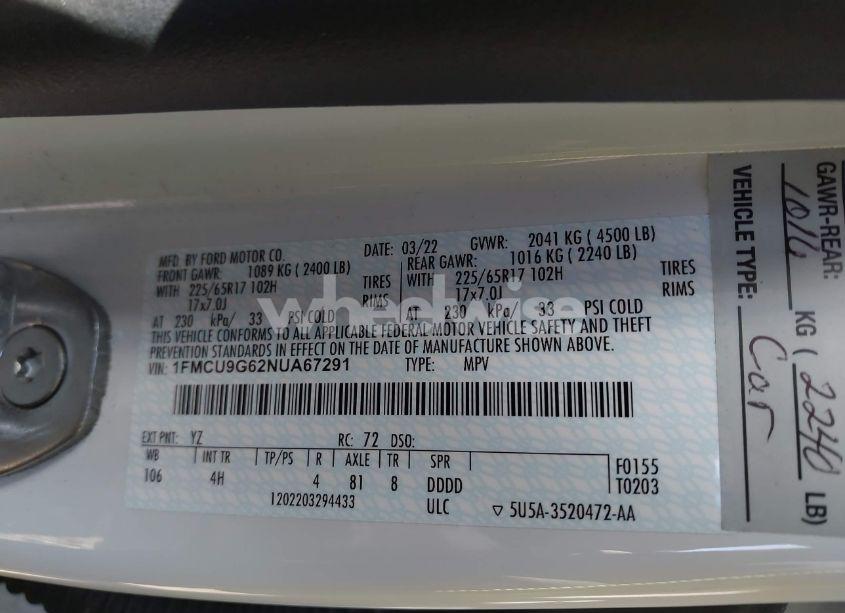 MFD. BY FORD MOTOR CO.
DATE: 03/22
GVWR: 2041 KG ( 4500 LB)
FRONT GAWR: 1089 KG ( 2400 LB)
REAR GAWR: 1016 KG ( 2240 LB)
WITH 225/65R17 102H TIRES
WITH 225/65R17 102H TIRES
17x7.0J RIMS
17x7.0J RIMS
AT 230 kPa/ 33 PSI COLD
AT 230 kPa/ 33 PSI COLD
THIS VEHICLE CONFORMS TO ALL APPLICABLE FEDERAL MOTOR VEHICLE SAFETY AND THEFT
PREVENTION STANDARDS IN EFFECT ON THE DATE OF MANUFACTURE SHOWN ABOVE.
VIN: 1FMCU9G62NUA67291 TYPE: MPV
EXT PNT: YZ RC: 72 DSO:
WB INT TR TP/PS R AXLE TR SPR
106 4H 4 81 8 DDDD
F0155
T0203
1202203294433 ULC ▽ 5U5A-3520472-AA
GAWR-REAR:
1016 KG ( 2240 LB)
VEHICLE TYPE: Car
wheelwise